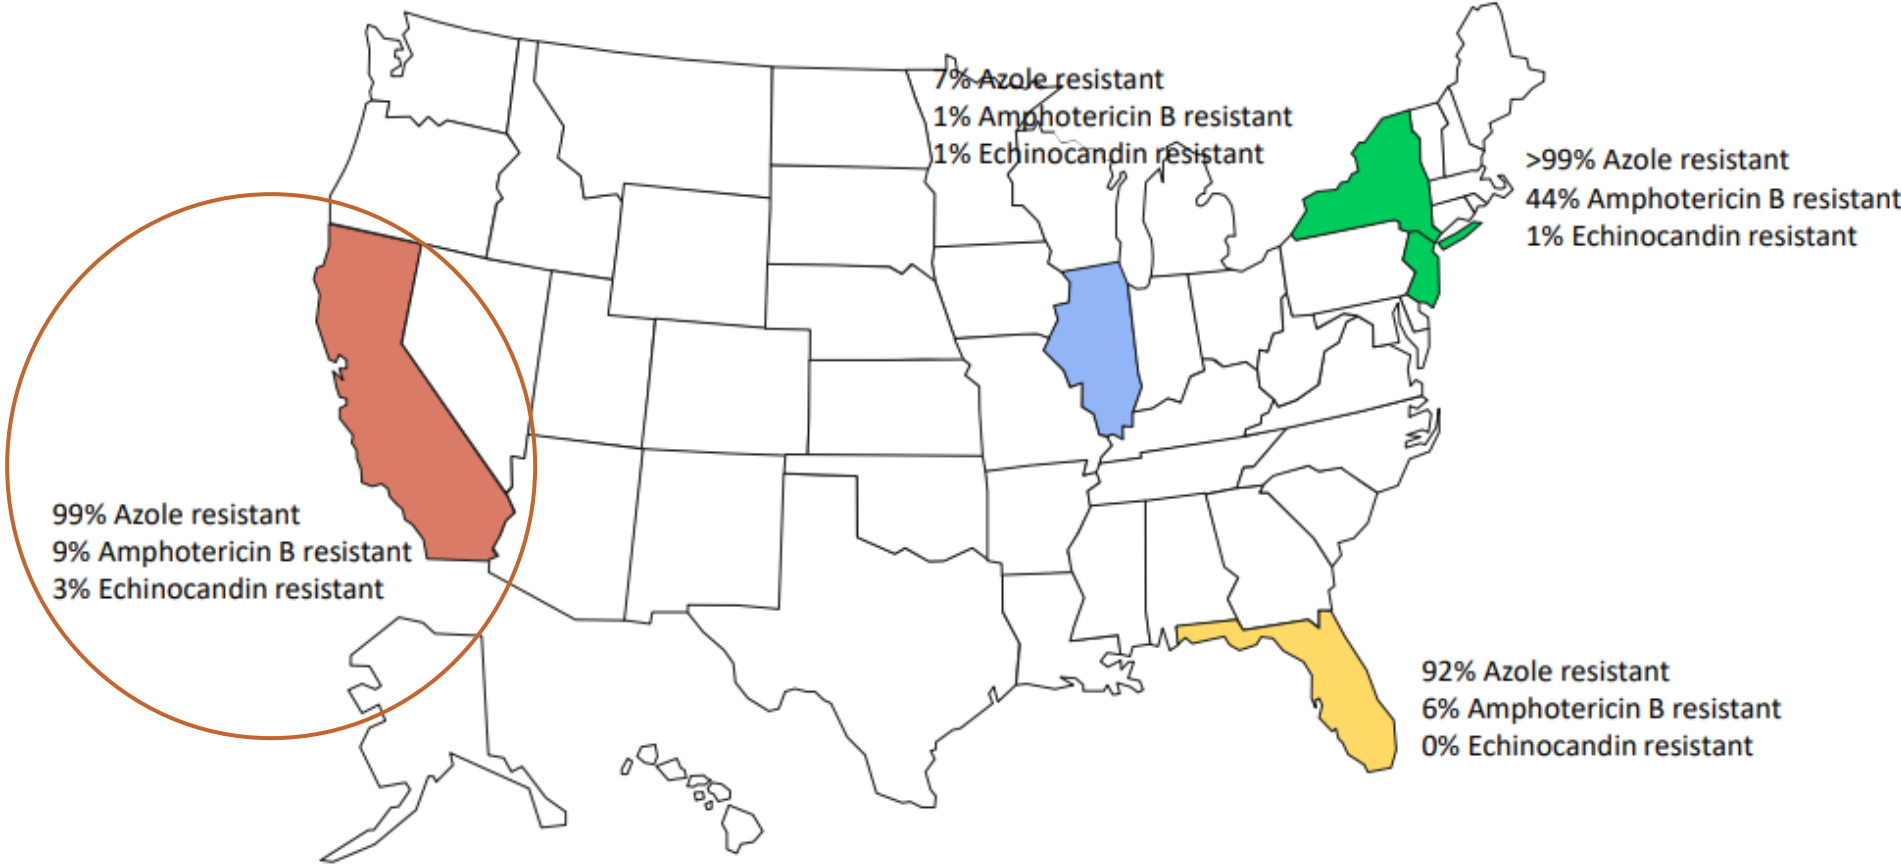 7% Azole resistant
1% Amphotericin B resistant
1% Echinocandin resistant
>99% Azole resistant
44% Amphotericin B resistant
1% Echinocandin resistant
99% Azole resistant
9% Amphotericin B resistant
3% Echinocandin resistant
92% Azole resistant
6% Amphotericin B resistant
0% Echinocandin resistant